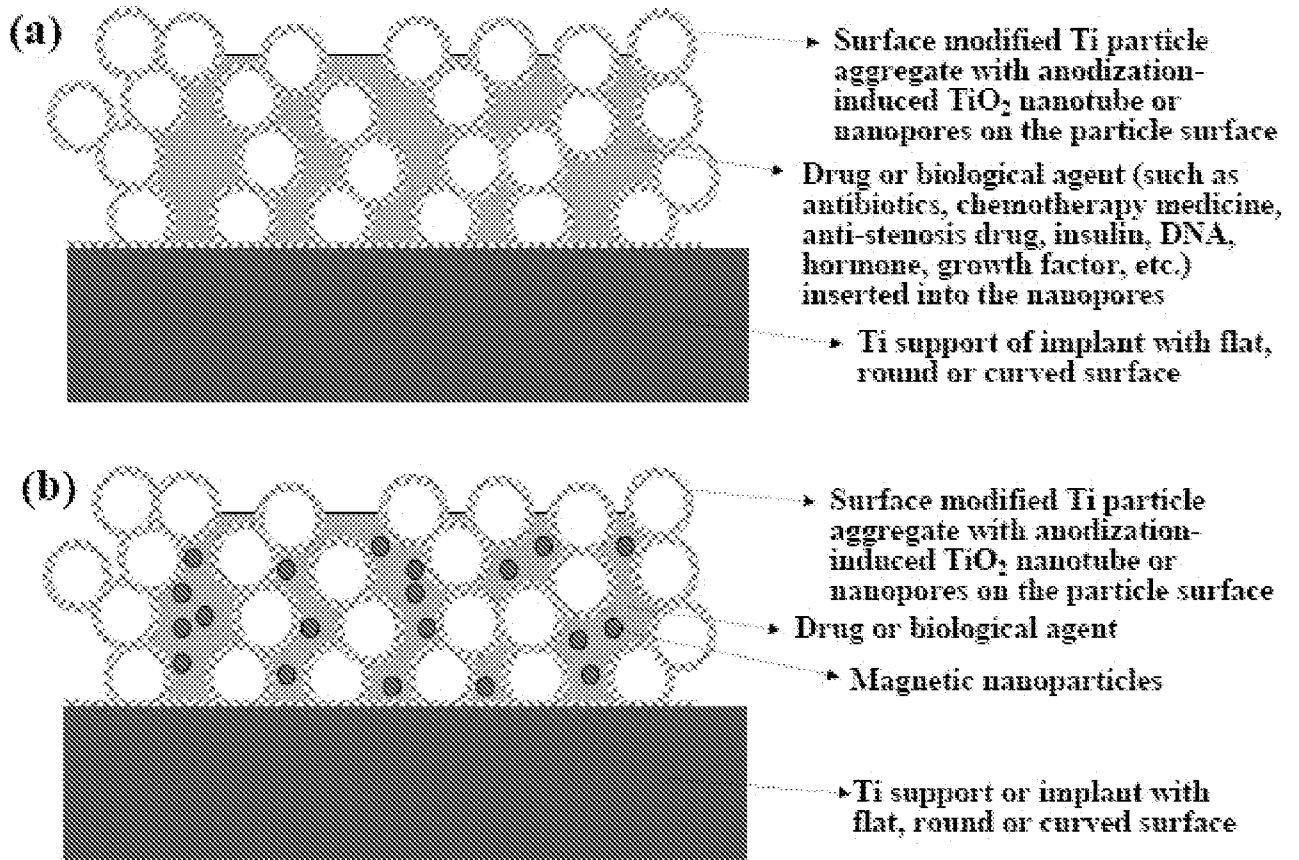 (a)
Surface modified Ti particle
aggregate with anodization-
induced TiO₂ nanotube or
nanopores on the particle surface
Drug or biological agent (such as
antibiotics, chemotherapy medicine,
anti-stenosis drug, insulin, DNA,
hormone, growth factor, etc.)
inserted into the nanopores
Ti support of implant with flat,
round or curved surface
(b)
Surface modified Ti particle
aggregate with anodization-
induced TiO₂ nanotube or
nanopores on the particle surface
Drug or biological agent
Magnetic nanoparticles
Ti support or implant with
flat, round or curved surface